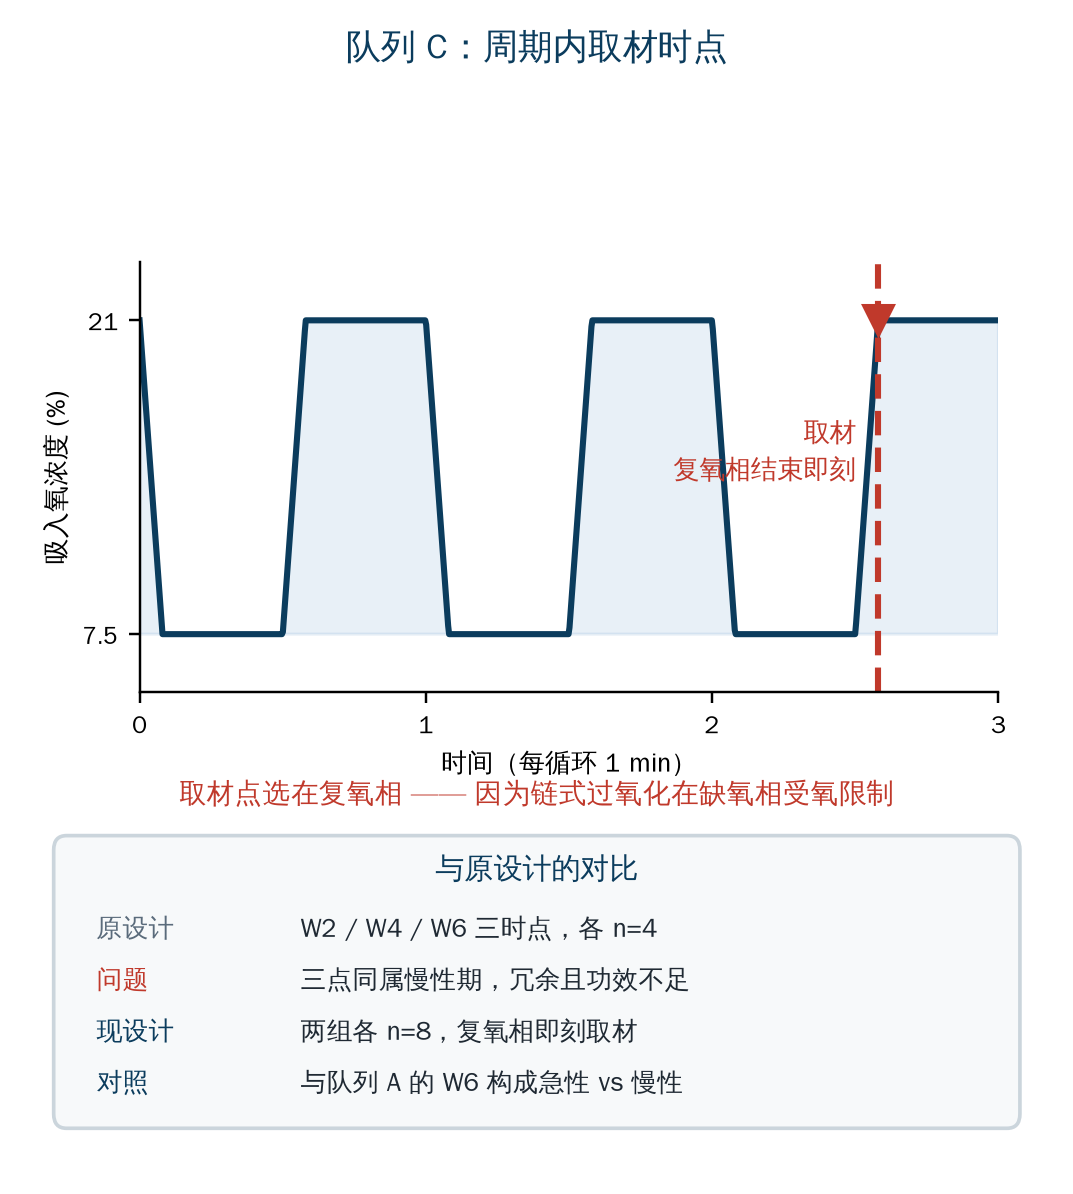 队列 C：周期内取材时点
21
吸入氧浓度 (%)
取材
复氧相结束即刻
7.5
0 1 2 3
时间（每循环 1 min）
取材点选在复氧相 —— 因为链式过氧化在缺氧相受氧限制
与原设计的对比
原设计 W2 / W4 / W6 三时点，各 n=4
问题 三点同属慢性期，冗余且功效不足
现设计 两组各 n=8，复氧相即刻取材
对照 与队列 A 的 W6 构成急性 vs 慢性